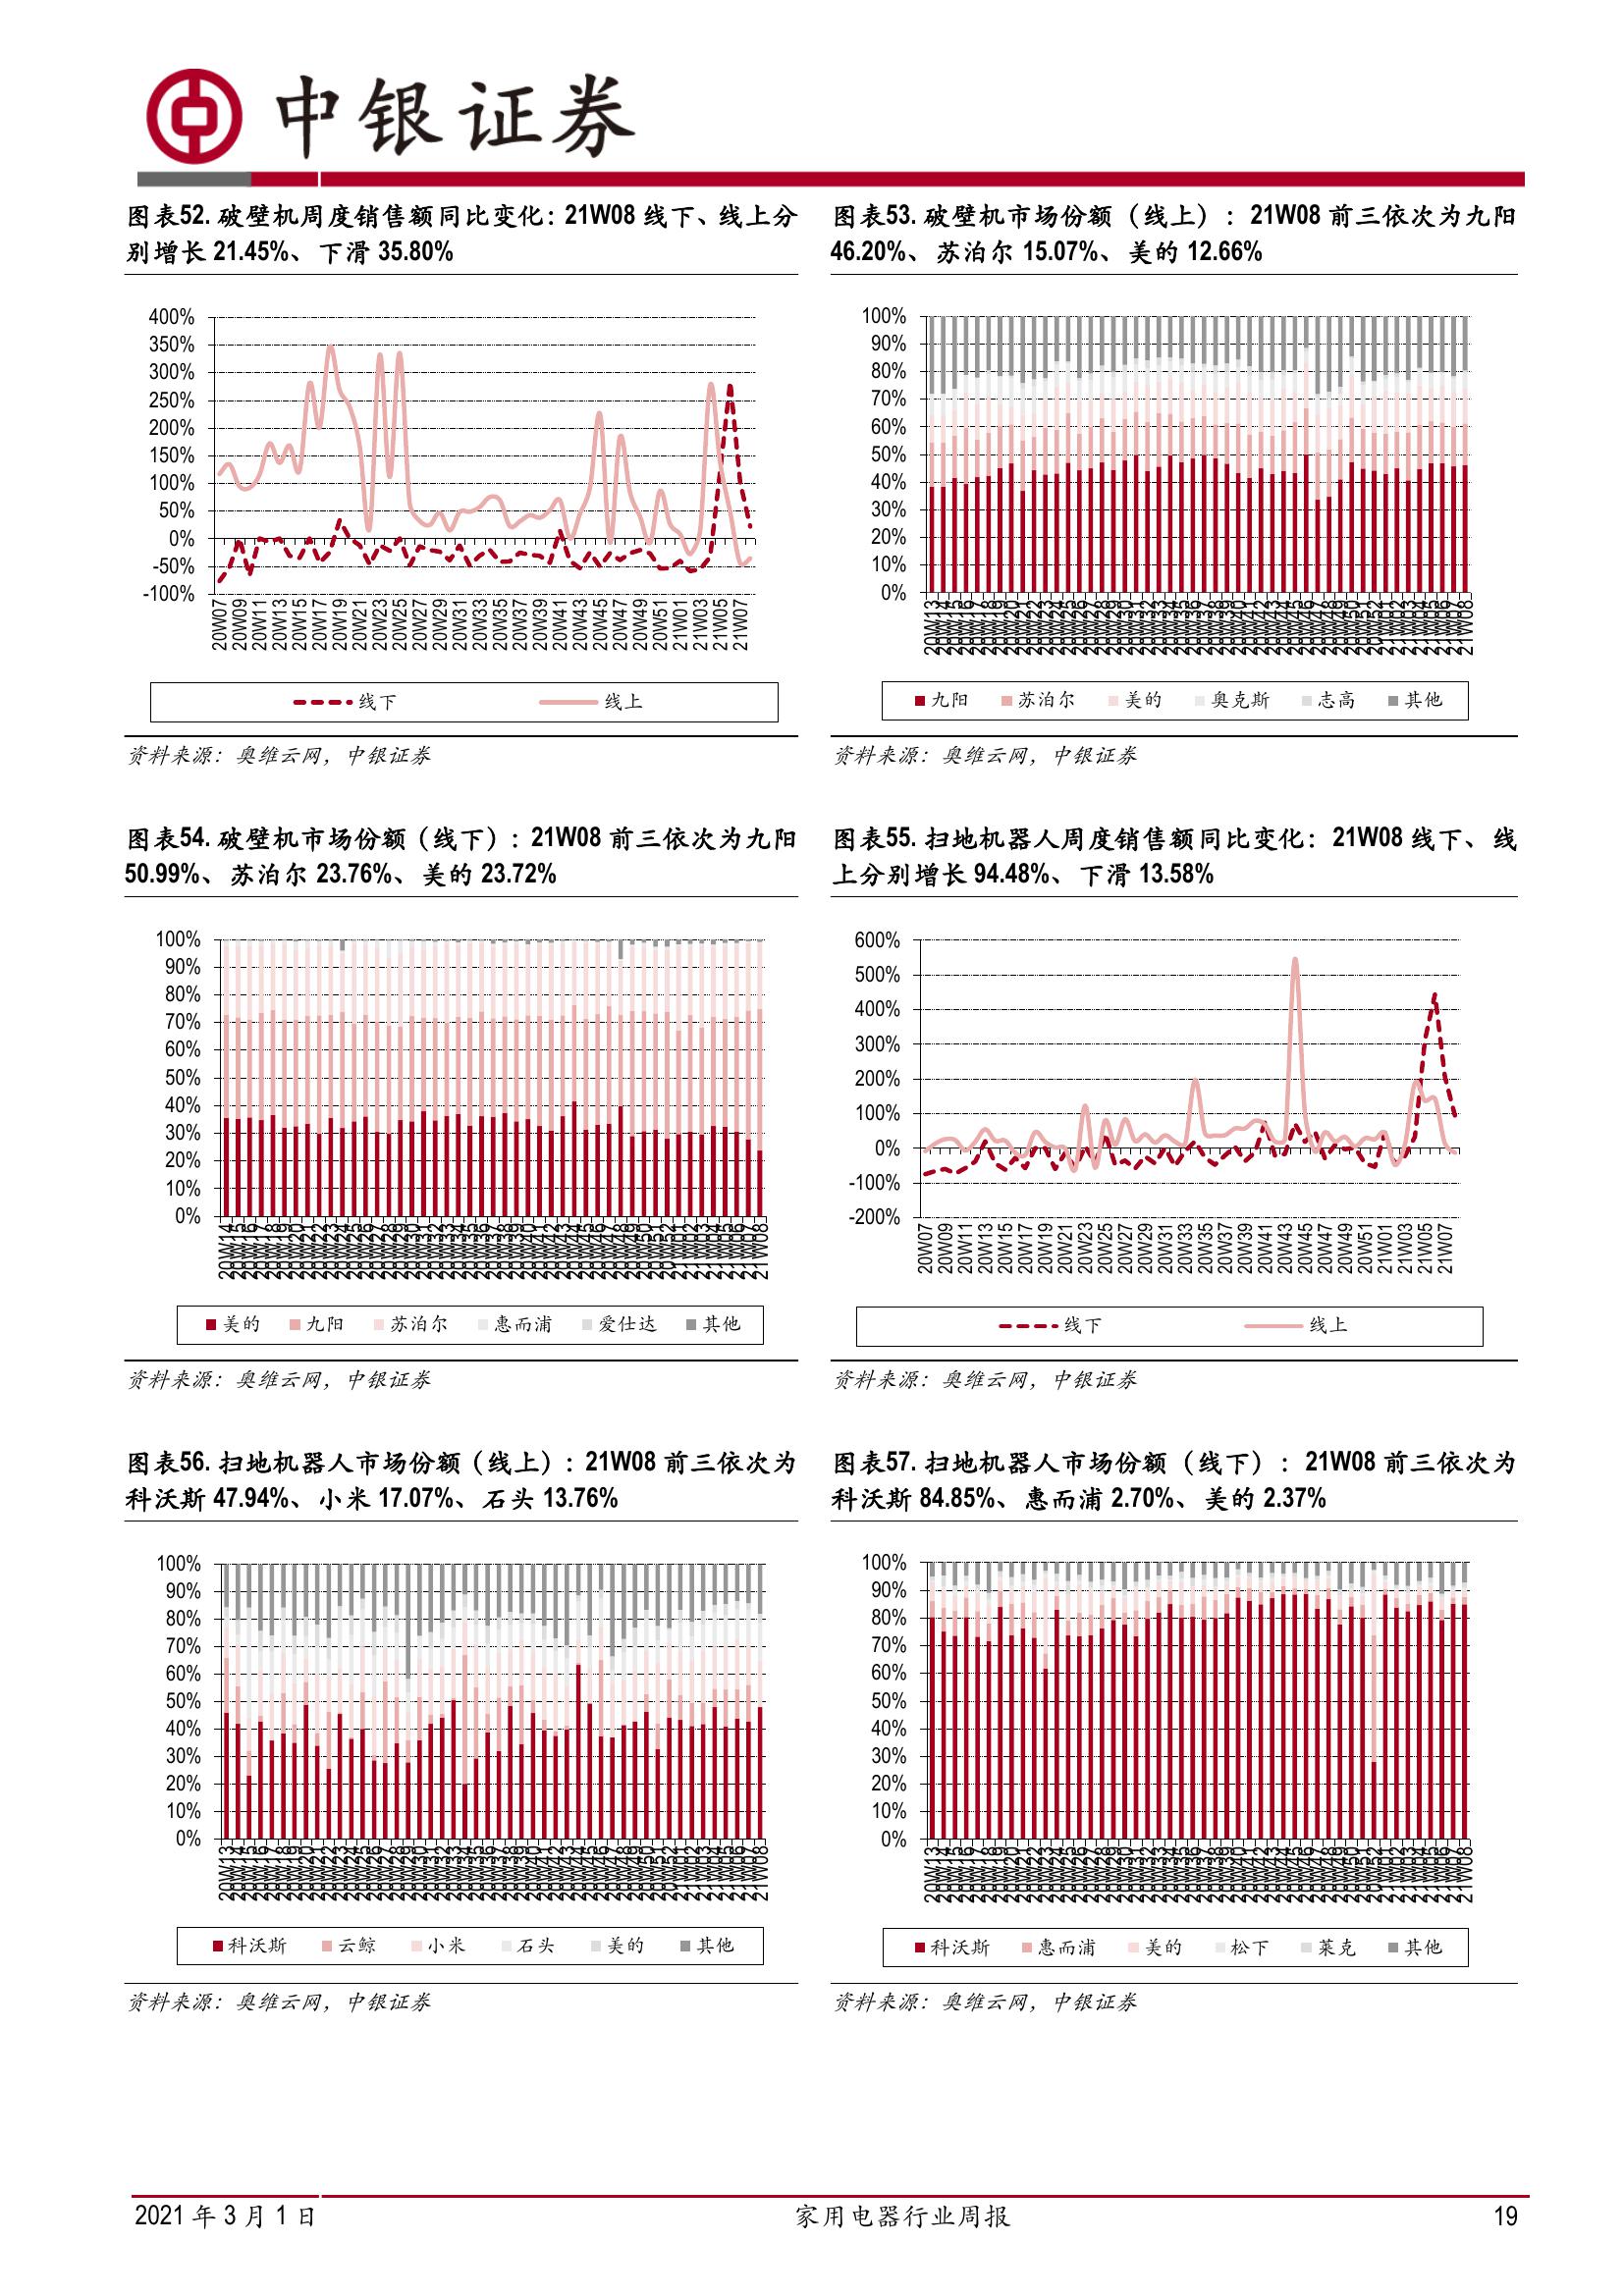 中银证券
图表52. 破壁机周度销售额同比变化：21W08 线下、线上分
别增长 21.45%、下滑 35.80%
400%
350%
300%
250%
200%
150%
100%
50%
0%
-50%
-100%
20W07
20W09
20W11
20W13
20W15
20W17
20W19
20W21
20W23
20W25
20W27
20W29
20W31
20W33
20W35
20W37
20W39
20W41
20W43
20W45
20W47
20W49
20W51
21W01
21W03
21W05
21W07
线下 线上
资料来源：奥维云网，中银证券
图表53. 破壁机市场份额（线上）：21W08 前三依次为九阳
46.20%、苏泊尔 15.07%、美的 12.66%
100%
90%
80%
70%
60%
50%
40%
30%
20%
10%
0%
20W13
21W08
九阳 苏泊尔 美的 奥克斯 志高 其他
资料来源：奥维云网，中银证券
图表54. 破壁机市场份额（线下）：21W08 前三依次为九阳
50.99%、苏泊尔 23.76%、美的 23.72%
100%
90%
80%
70%
60%
50%
40%
30%
20%
10%
0%
20W14
21W08
美的 九阳 苏泊尔 惠而浦 爱仕达 其他
资料来源：奥维云网，中银证券
图表55. 扫地机器人周度销售额同比变化：21W08 线下、线
上分别增长 94.48%、下滑 13.58%
600%
500%
400%
300%
200%
100%
0%
-100%
-200%
20W07
20W09
20W11
20W13
20W15
20W17
20W19
20W21
20W23
20W25
20W27
20W29
20W31
20W33
20W35
20W37
20W39
20W41
20W43
20W45
20W47
20W49
20W51
21W01
21W03
21W05
21W07
线下 线上
资料来源：奥维云网，中银证券
图表56. 扫地机器人市场份额（线上）：21W08 前三依次为
科沃斯 47.94%、小米 17.07%、石头 13.76%
100%
90%
80%
70%
60%
50%
40%
30%
20%
10%
0%
20W13
21W08
科沃斯 云鲸 小米 石头 美的 其他
资料来源：奥维云网，中银证券
图表57. 扫地机器人市场份额（线下）：21W08 前三依次为
科沃斯 84.85%、惠而浦 2.70%、美的 2.37%
100%
90%
80%
70%
60%
50%
40%
30%
20%
10%
0%
20W13
21W08
科沃斯 惠而浦 美的 松下 莱克 其他
资料来源：奥维云网，中银证券
2021 年 3 月 1 日 家用电器行业周报 19